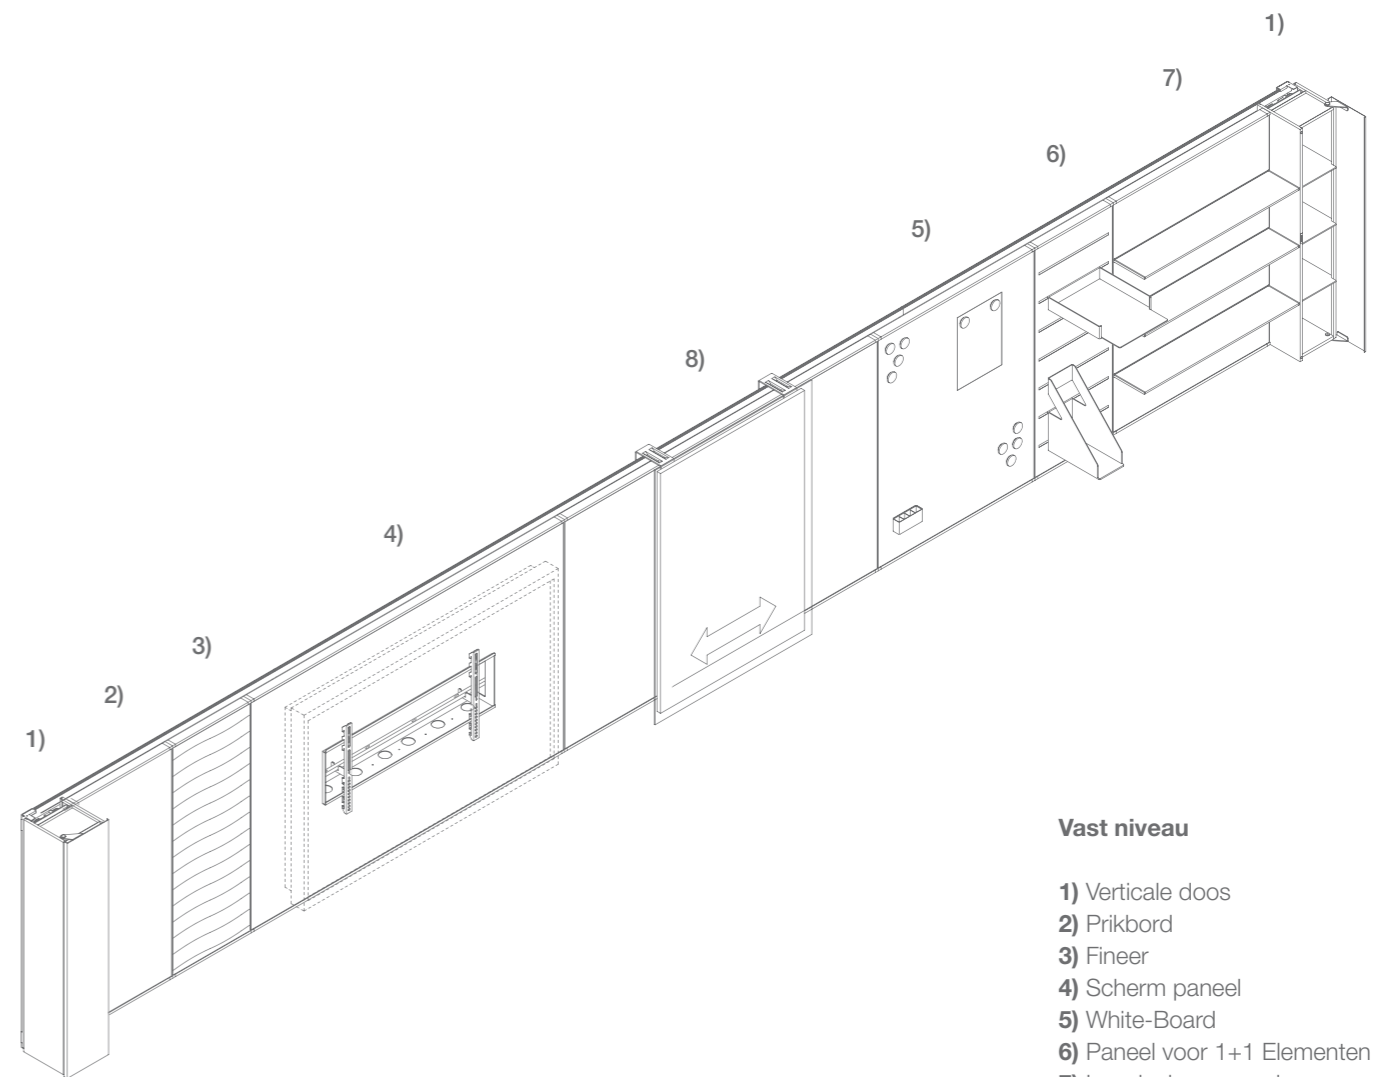 1)
7)
6)
5)
8)
4)
3)
2)
1)
Vast niveau
1) Verticale doos
2) Prikbord
3) Fineer
4) Scherm paneel
5) White-Board
6) Paneel voor 1+1 Elementen
7)